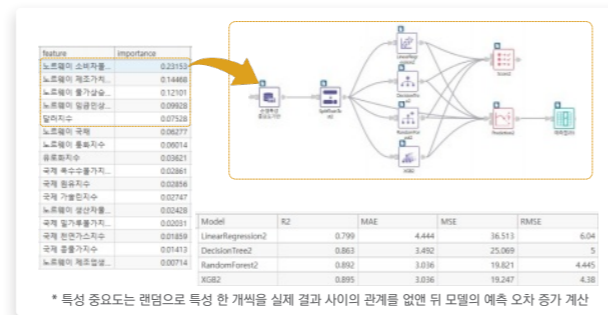 feature importance
노르웨이 소비자물... 0.23153
노르웨이 제조가치... 0.14468
노르웨이 물가상승... 0.12101
노르웨이 임금인상... 0.09928
달러지수 0.07528
노르웨이 국채 0.06277
노르웨이 통화지수 0.06014
유로화지수 0.03621
국제 옥수수물가지... 0.02861
국제 원유지수 0.02856
국제 가솔린지수 0.02747
노르웨이 생산자물... 0.02428
국제 밀가루물가지... 0.02031
국제 천연가스지수 0.01859
국제 콩물가지수 0.01413
노르웨이 제조업생... 0.00714
Model R2 MAE MSE RMSE
LinearRegression2 0.799 4.444 36.513 6.04
DecisionTree2 0.863 3.492 25.069 5
RandomForest2 0.892 3.036 19.821 4.445
XGB2 0.895 3.036 19.247 4.38
* 특성 중요도는 랜덤으로 특성 한 개씩을 실제 결과 사이의 관계를 없앤 뒤 모델의 예측 오차 증가 계산